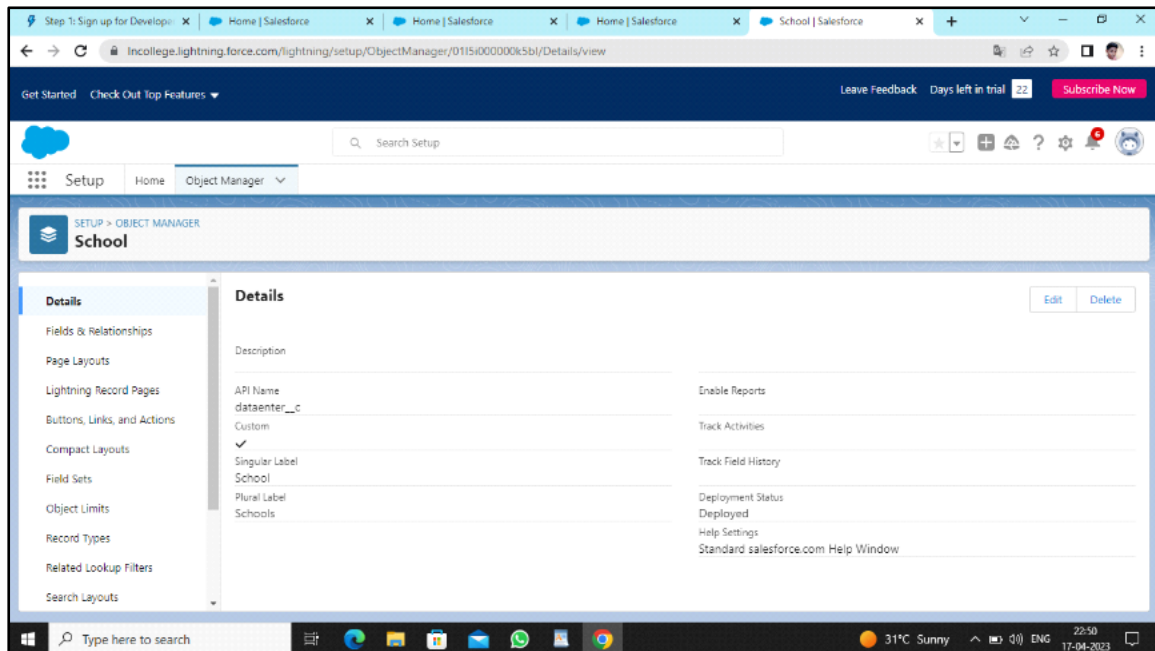 Step 1: Sign up for Develope
Home | Salesforce
Home | Salesforce
Home | Salesforce
School | Salesforce
lncollege.lightning.force.com/lightning/setup/ObjectManager/
Get Started Check Out Top Features
Leave Feedback Days left in trial 22 Subscribe Now
Search Setup
6
Setup Home Object Manager
SETUP > OBJECT MANAGER
School
Details
Fields & Relationships
Page Layouts
Lightning Record Pages
Buttons, Links, and Actions
Compact Layouts
Field Sets
Object Limits
Record Types
Related Lookup Filters
Search Layouts
Details
Edit Delete
Description
API Name
dataenter__c
Custom
Singular Label
School
Plural Label
Schools
Enable Reports
Track Activities
Track Field History
Deployment Status
Deployed
Help Settings
Standard salesforce.com Help Window
Type here to search
31°C Sunny
ENG
22:50
17-04-2023